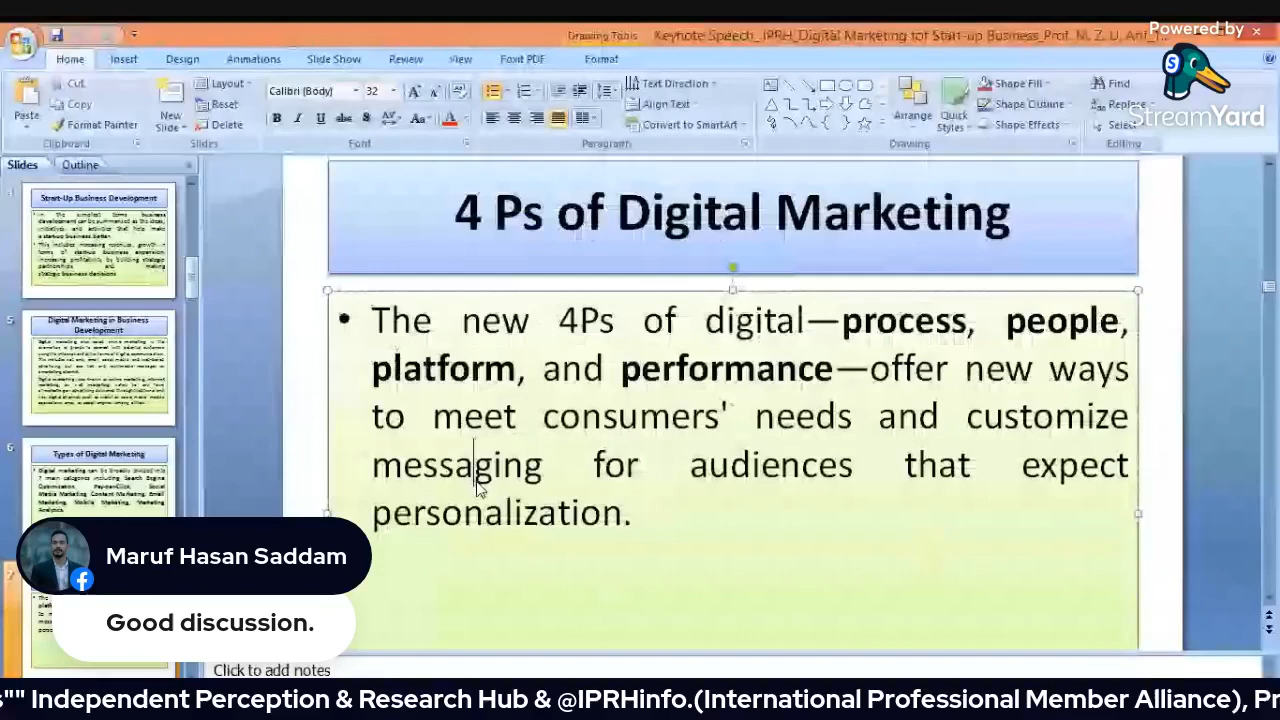 Powered by
StreamYard
Drawing Tools
Keynote Speech_IPRH_Digital Marketing for Start-up Business_Prof. M. Z. U. Arif
Home Insert Design Animations Slide Show Review View Foxit PDF Format
Paste
Cut
Copy
Format Painter
Clipboard
New Slide
Layout
Reset
Delete
Slides
Calibri (Body) 32
Font
Text Direction
Align Text
Convert to SmartArt
Paragraph
Arrange
Quick Styles
Shape Fill
Shape Outline
Shape Effects
Drawing
Find
Replace
Select
Editing
Slides Outline
Start-Up Business Development
5
Digital Marketing in Business
Development
6
Types of Digital Marketing
7
4 Ps of Digital Marketing
• The new 4Ps of digital—process, people,
platform, and performance—offer new ways
to meet consumers' needs and customize
messaging for audiences that expect
personalization.
Maruf Hasan Saddam
Good discussion.
Click to add notes
s"" Independent Perception & Research Hub & @IPRHinfo.(International Professional Member Alliance), Pr